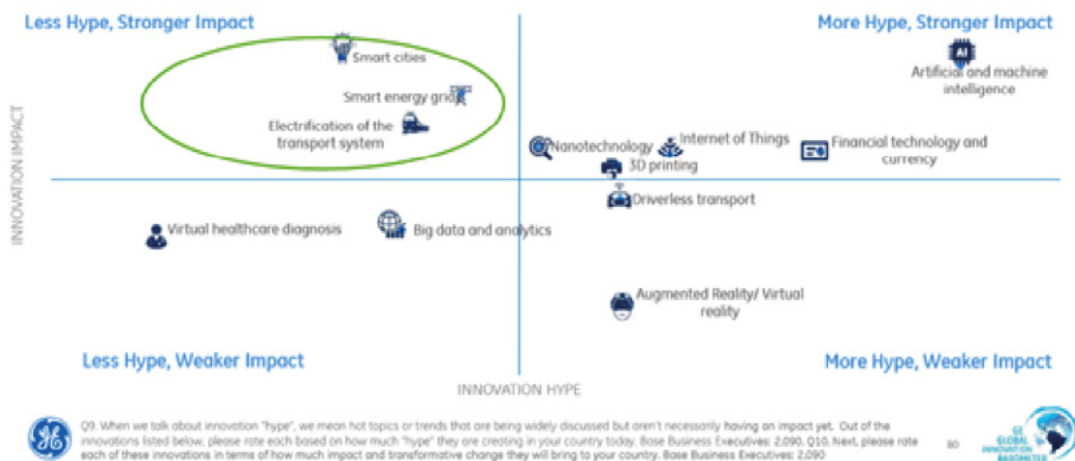 Less Hype, Stronger Impact
More Hype, Stronger Impact
Smart cities
AI
Artificial and machine
intelligence
Smart energy grid
Electrification of the
transport system
Nanotechnology
Internet of Things
3D printing
Financial technology and
currency
INNOVATION IMPACT
Driverless transport
Virtual healthcare diagnosis
Big data and analytics
Augmented Reality/ Virtual
reality
Less Hype, Weaker Impact
More Hype, Weaker Impact
INNOVATION HYPE
Q9. When we talk about innovation "hype", we mean hot topics or trends that are being widely discussed but aren't necessarily having an impact yet. Out of the
innovations listed below, please rate each based on how much "hype" they are creating in your country today. Base Business Executives: 2,090. Q10. Next, please rate
each of these innovations in terms of how much impact and transformative change they will bring to your country. Base Business Executives: 2,090
GE
GLOBAL
INNOVATION
BAROMETER